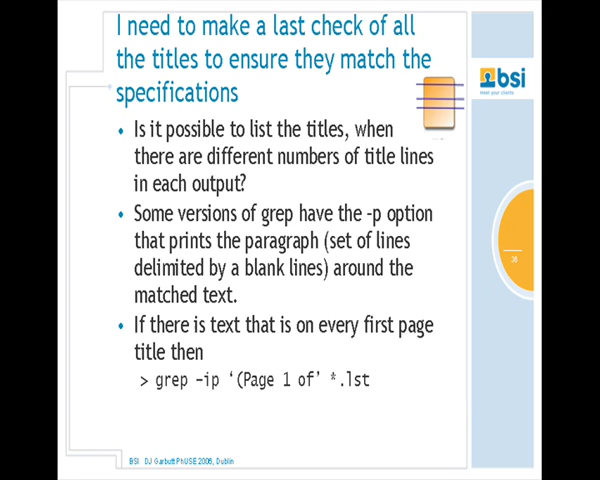 I need to make a last check of all
the titles to ensure they match the
specifications
bsi
• Is it possible to list the titles, when
there are different numbers of title lines
in each output?
• Some versions of grep have the -p option
that prints the paragraph (set of lines
delimited by a blank lines) around the
matched text.
• If there is text that is on every first page
title then
> grep –ip ‘(Page 1 of’ *.lst
BSI DJ Garbutt PhUSE 2006, Dublin